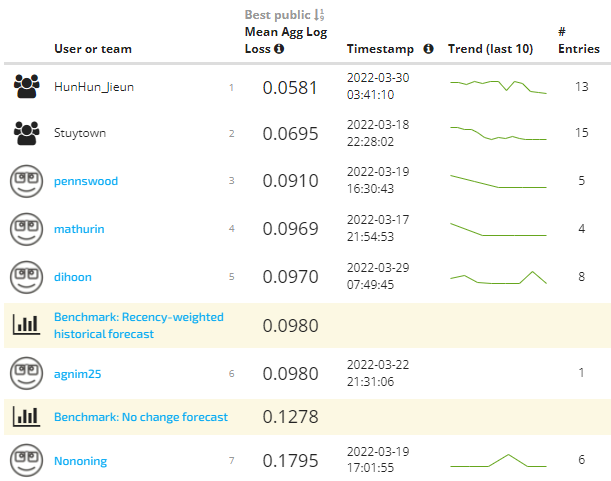 Best public
Mean Agg Log
Loss
User or team
Timestamp
Trend (last 10)
#
Entries
HunHun_Jieun 1 0.0581 2022-03-30
03:41:10 13
Stuytown 2 0.0695 2022-03-18
22:28:02 15
pennswood 3 0.0910 2022-03-19
16:30:43 5
mathurin 4 0.0969 2022-03-17
21:54:53 4
dihoon 5 0.0970 2022-03-29
07:49:45 8
Benchmark: Recency-weighted
historical forecast 0.0980
agnim25 6 0.0980 2022-03-22
21:31:06 1
Benchmark: No change forecast 0.1278
Nononing 7 0.1795 2022-03-19
17:01:55 6